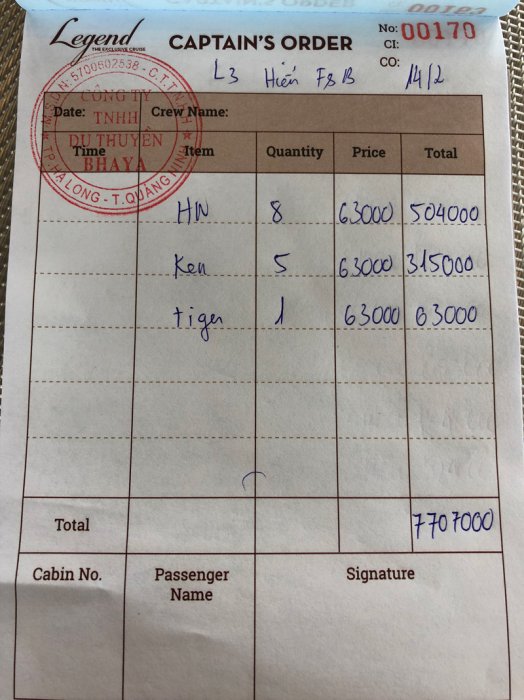 Legend
THE EXCLUSIVE CRUISE
CAPTAIN'S ORDER
No: 00170
CI:
CO:
L3 Hiến F&B 14/2
M.S.D.N: 5700502538 - C.T.T.N.H.H
CÔNG TY
TNHH
DU THUYỀN
BHAYA
TP. HẠ LONG - T. QUẢNG NINH
Date: Crew Name:
Time Item Quantity Price Total
HN 8 63000 504000
Ken 5 63000 315000
tiger 1 63000 63000
Total 7707000
Cabin No. Passenger Name Signature